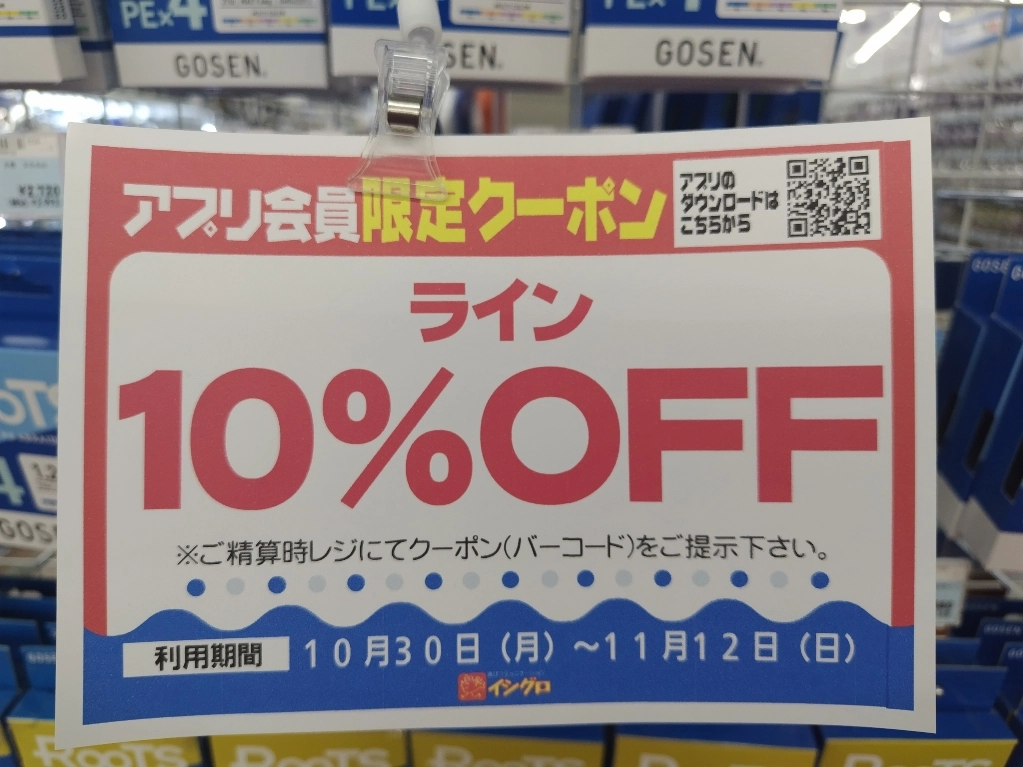 PE×4
GOSEN
GOSEN
アプリ会員限定クーポン
アプリの
ダウンロードは
こちらから
ライン
10%OFF
※ご精算時レジにてクーポン(バーコード)をご提示下さい。
利用期間 10月30日(月)~11月12日(日)
イシグロ
ROOTS
ROOTS
ROOTS